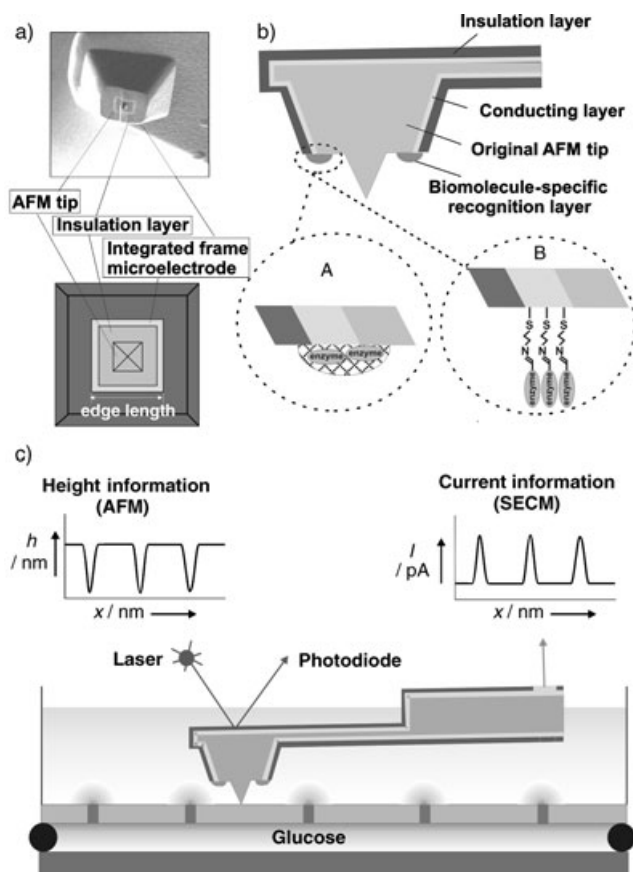 a)
AFM tip
Insulation layer
Integrated frame
microelectrode
edge length
b)
Insulation layer
Conducting layer
Original AFM tip
Biomolecule-specific
recognition layer
A
enzyme enzyme
B
S S S
N N N
enzyme enzyme enzyme
c)
Height information
(AFM)
h
/ nm
x / nm
Current information
(SECM)
I
/ pA
x / nm
Laser
Photodiode
Glucose